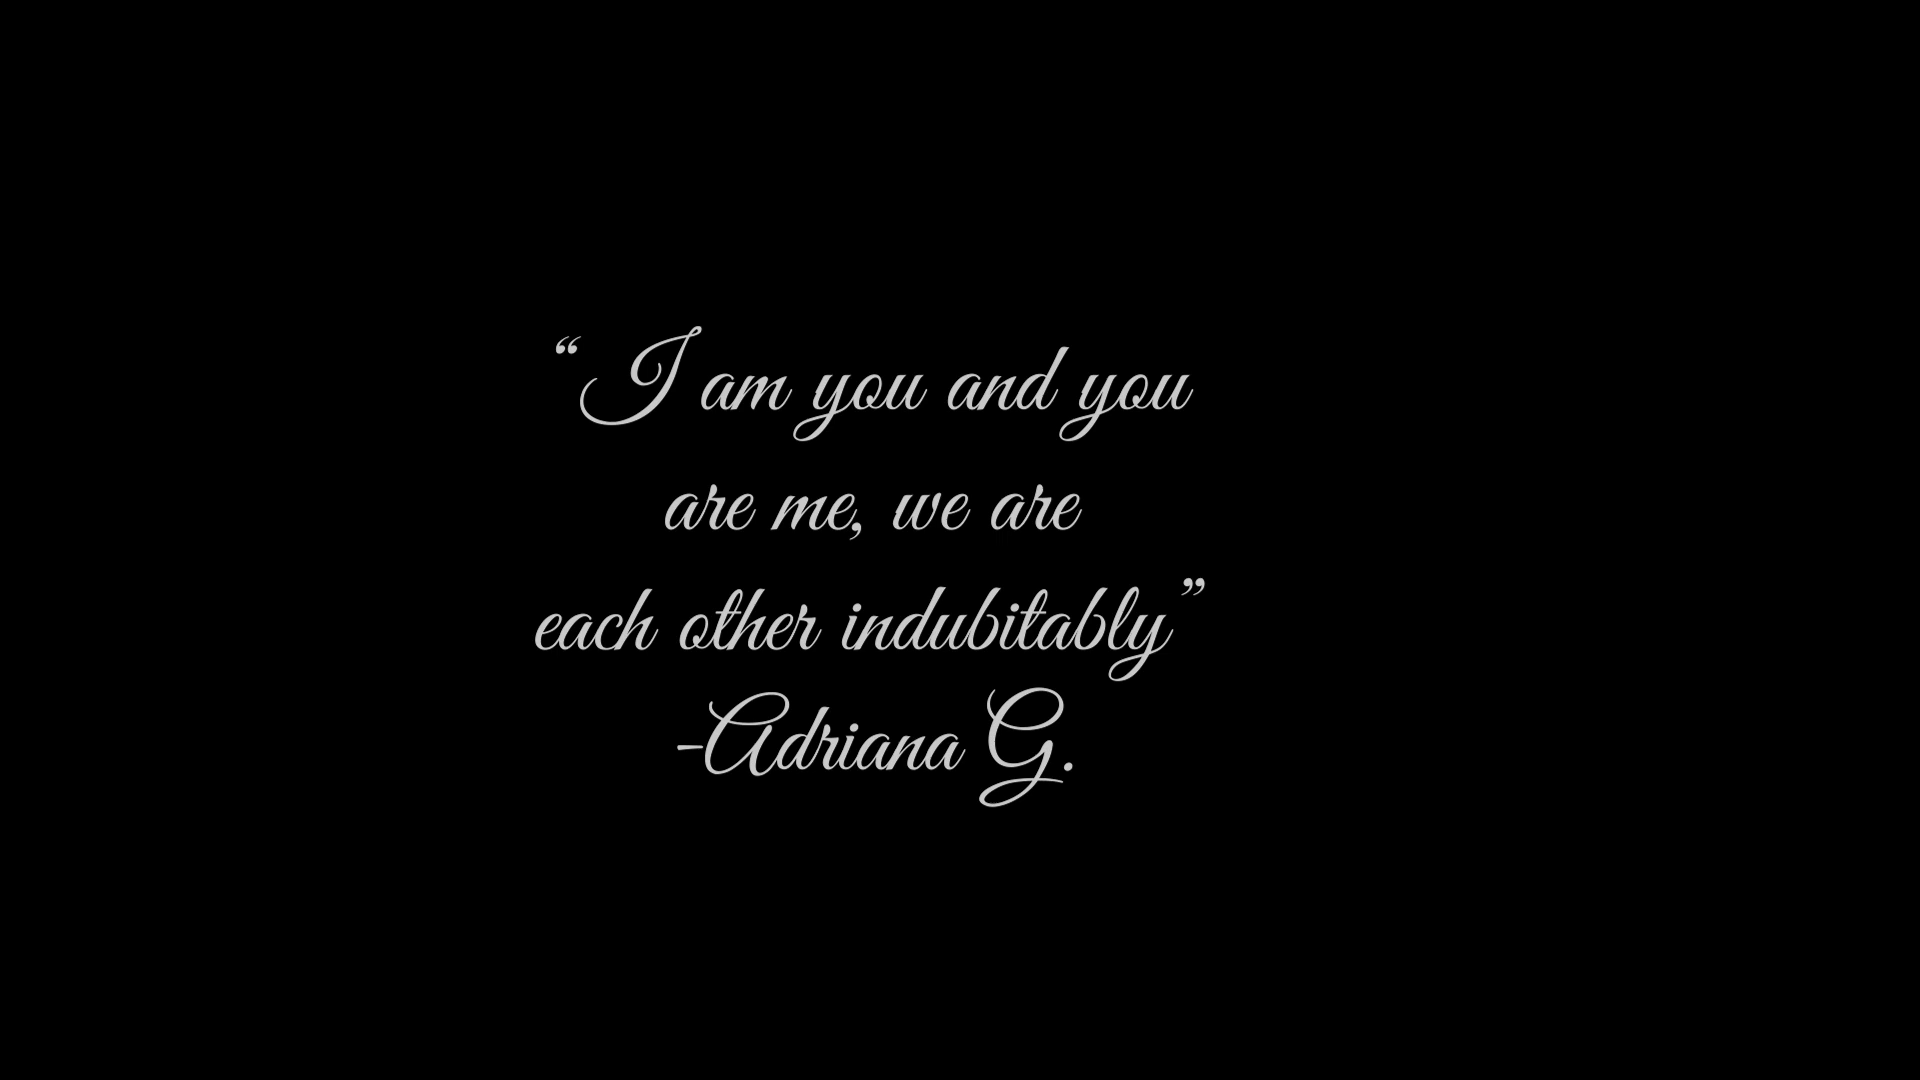 “I am you and you
are me, we are
each other indubitably”
-Adriana G.